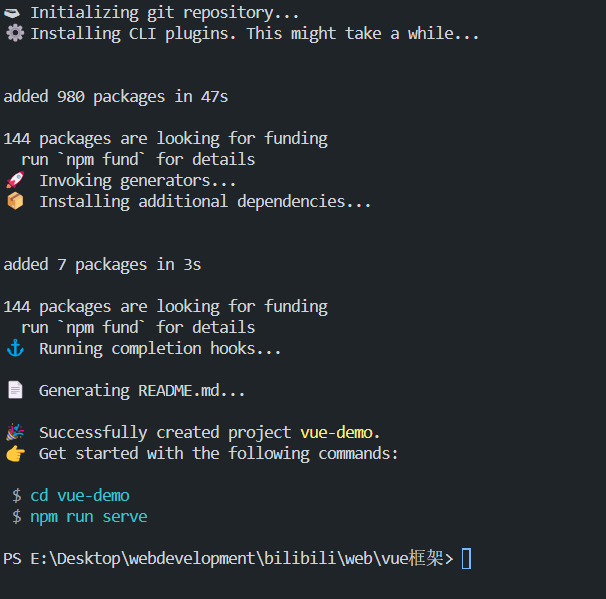 Initializing git repository...
Installing CLI plugins. This might take a while...
added 980 packages in 47s
144 packages are looking for funding
run `npm fund` for details
🚀 Invoking generators...
📦 Installing additional dependencies...
added 7 packages in 3s
144 packages are looking for funding
run `npm fund` for details
⚓ Running completion hooks...
📄 Generating README.md...
🎉 Successfully created project vue-demo.
👉 Get started with the following commands:
$ cd vue-demo
$ npm run serve
PS E:\Desktop\webdevelopment\bilibili\web\vue框架>